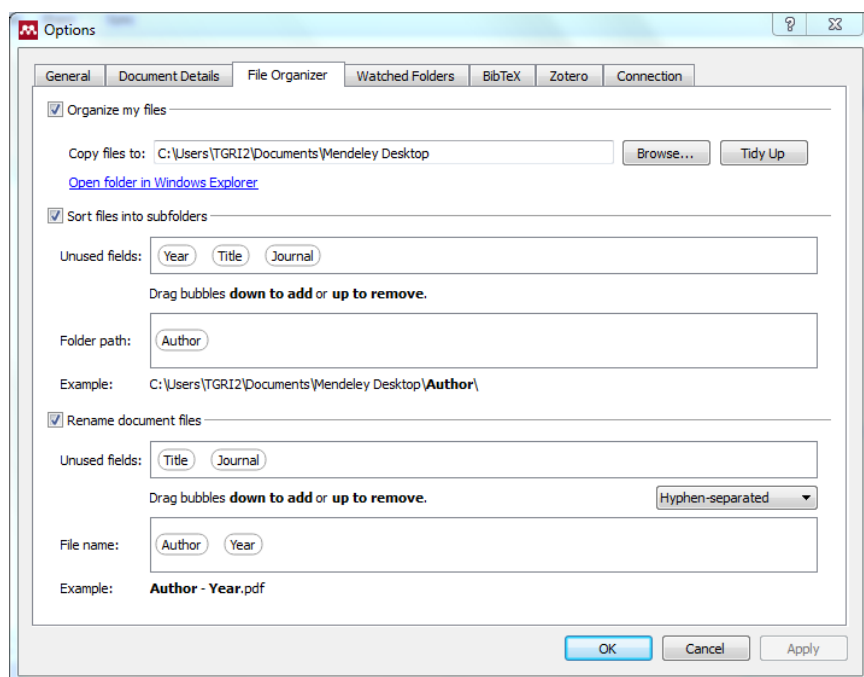 Options
General Document Details File Organizer Watched Folders BibTeX Zotero Connection
Organize my files
Copy files to: C:\Users\TGRI2\Documents\Mendeley Desktop Browse... Tidy Up
Open folder in Windows Explorer
Sort files into subfolders
Unused fields: Year Title Journal
Drag bubbles down to add or up to remove.
Folder path: Author
Example: C:\Users\TGRI2\Documents\Mendeley Desktop\Author\
Rename document files
Unused fields: Title Journal
Drag bubbles down to add or up to remove. Hyphen-separated
File name: Author Year
Example: Author - Year.pdf
OK Cancel Apply